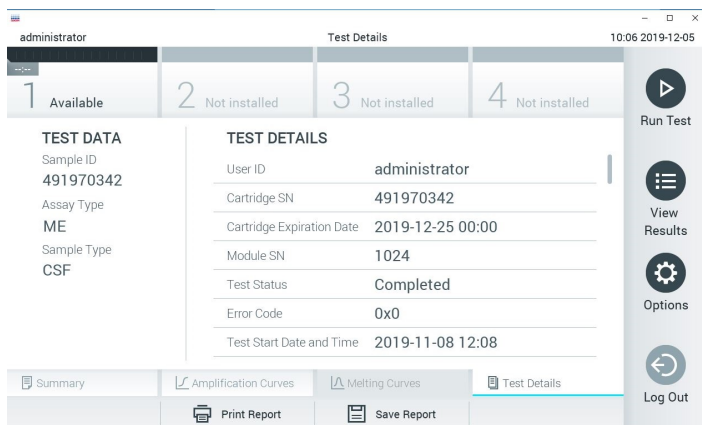 administrator
Test Details
10:06 2019-12-05
--:--
1 Available
2 Not installed
3 Not installed
4 Not installed
Run Test
View Results
Options
Log Out
TEST DATA
Sample ID
491970342
Assay Type
ME
Sample Type
CSF
TEST DETAILS
User ID administrator
Cartridge SN 491970342
Cartridge Expiration Date 2019-12-25 00:00
Module SN 1024
Test Status Completed
Error Code 0x0
Test Start Date and Time 2019-11-08 12:08
Summary
Amplification Curves
Melting Curves
Test Details
Print Report
Save Report